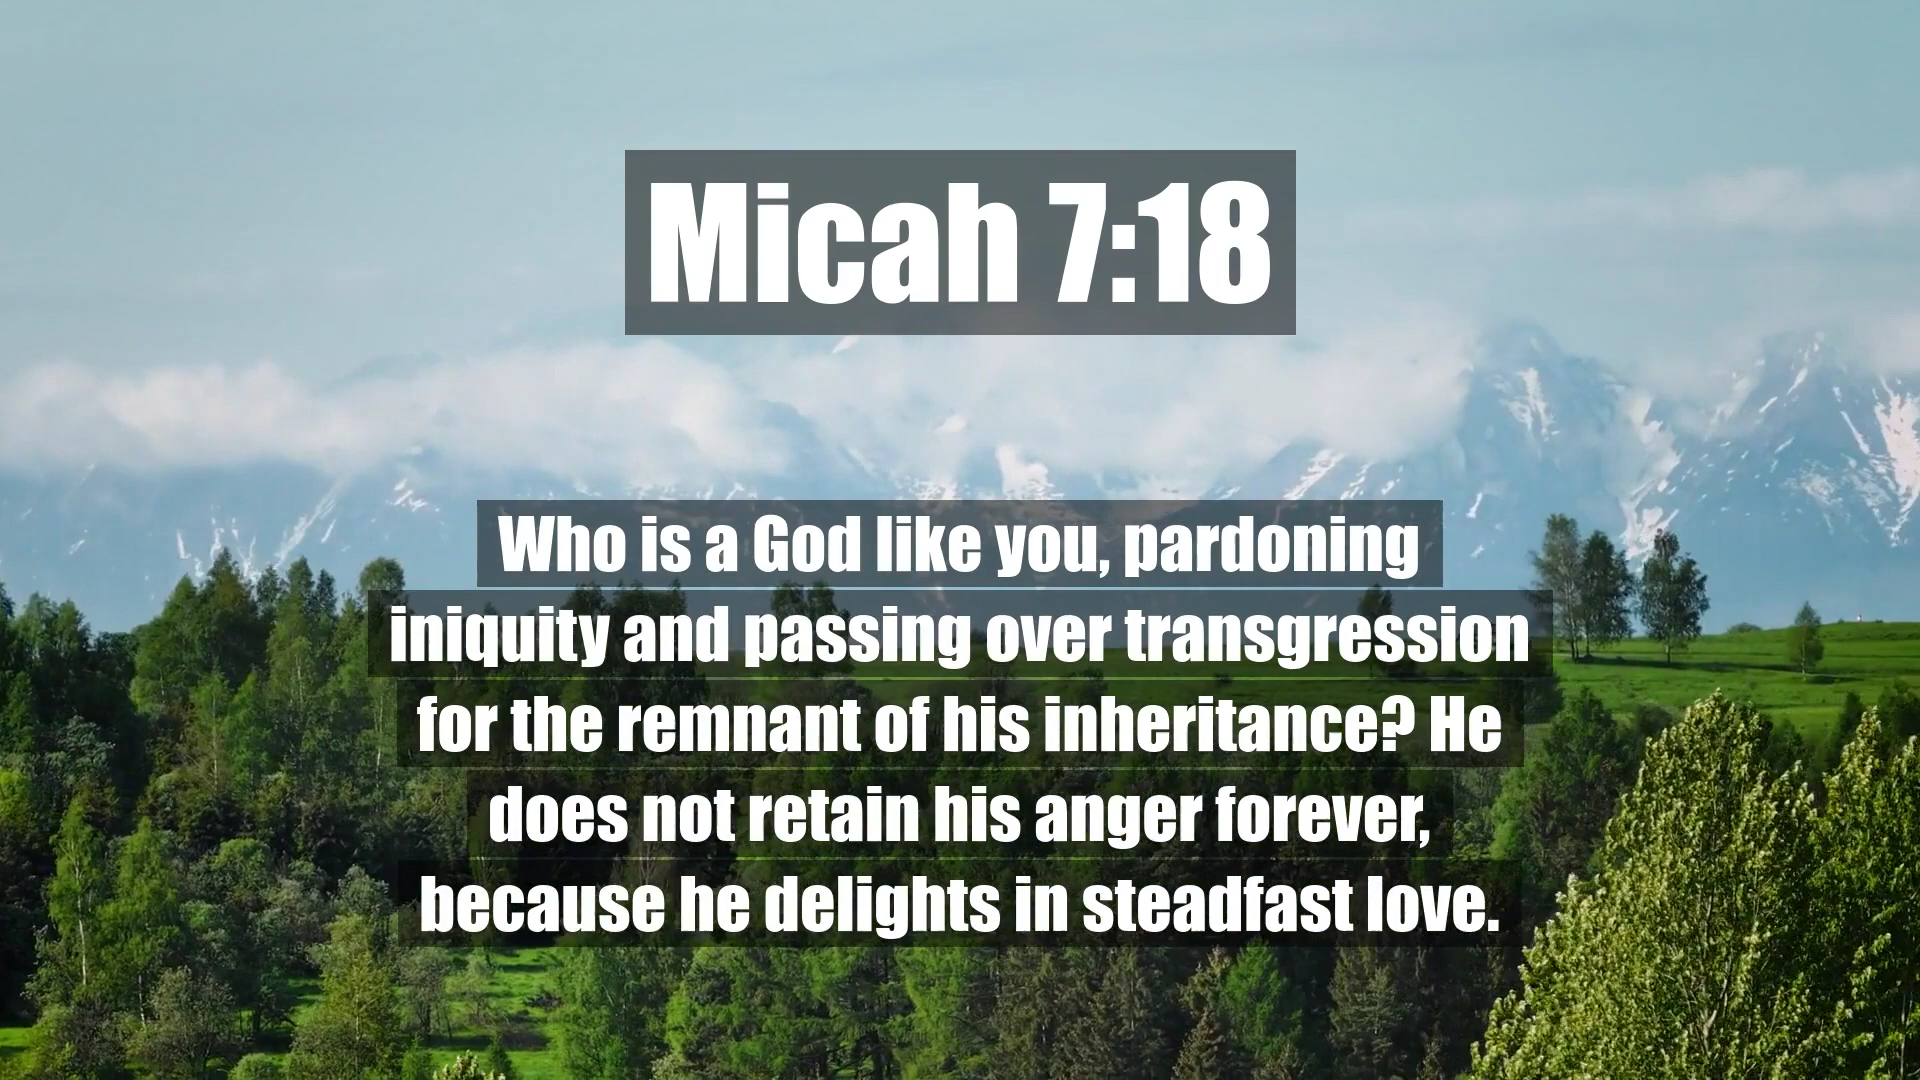 Micah 7:18
Who is a God like you, pardoning
iniquity and passing over transgression
for the remnant of his inheritance? He
does not retain his anger forever,
because he delights in steadfast love.